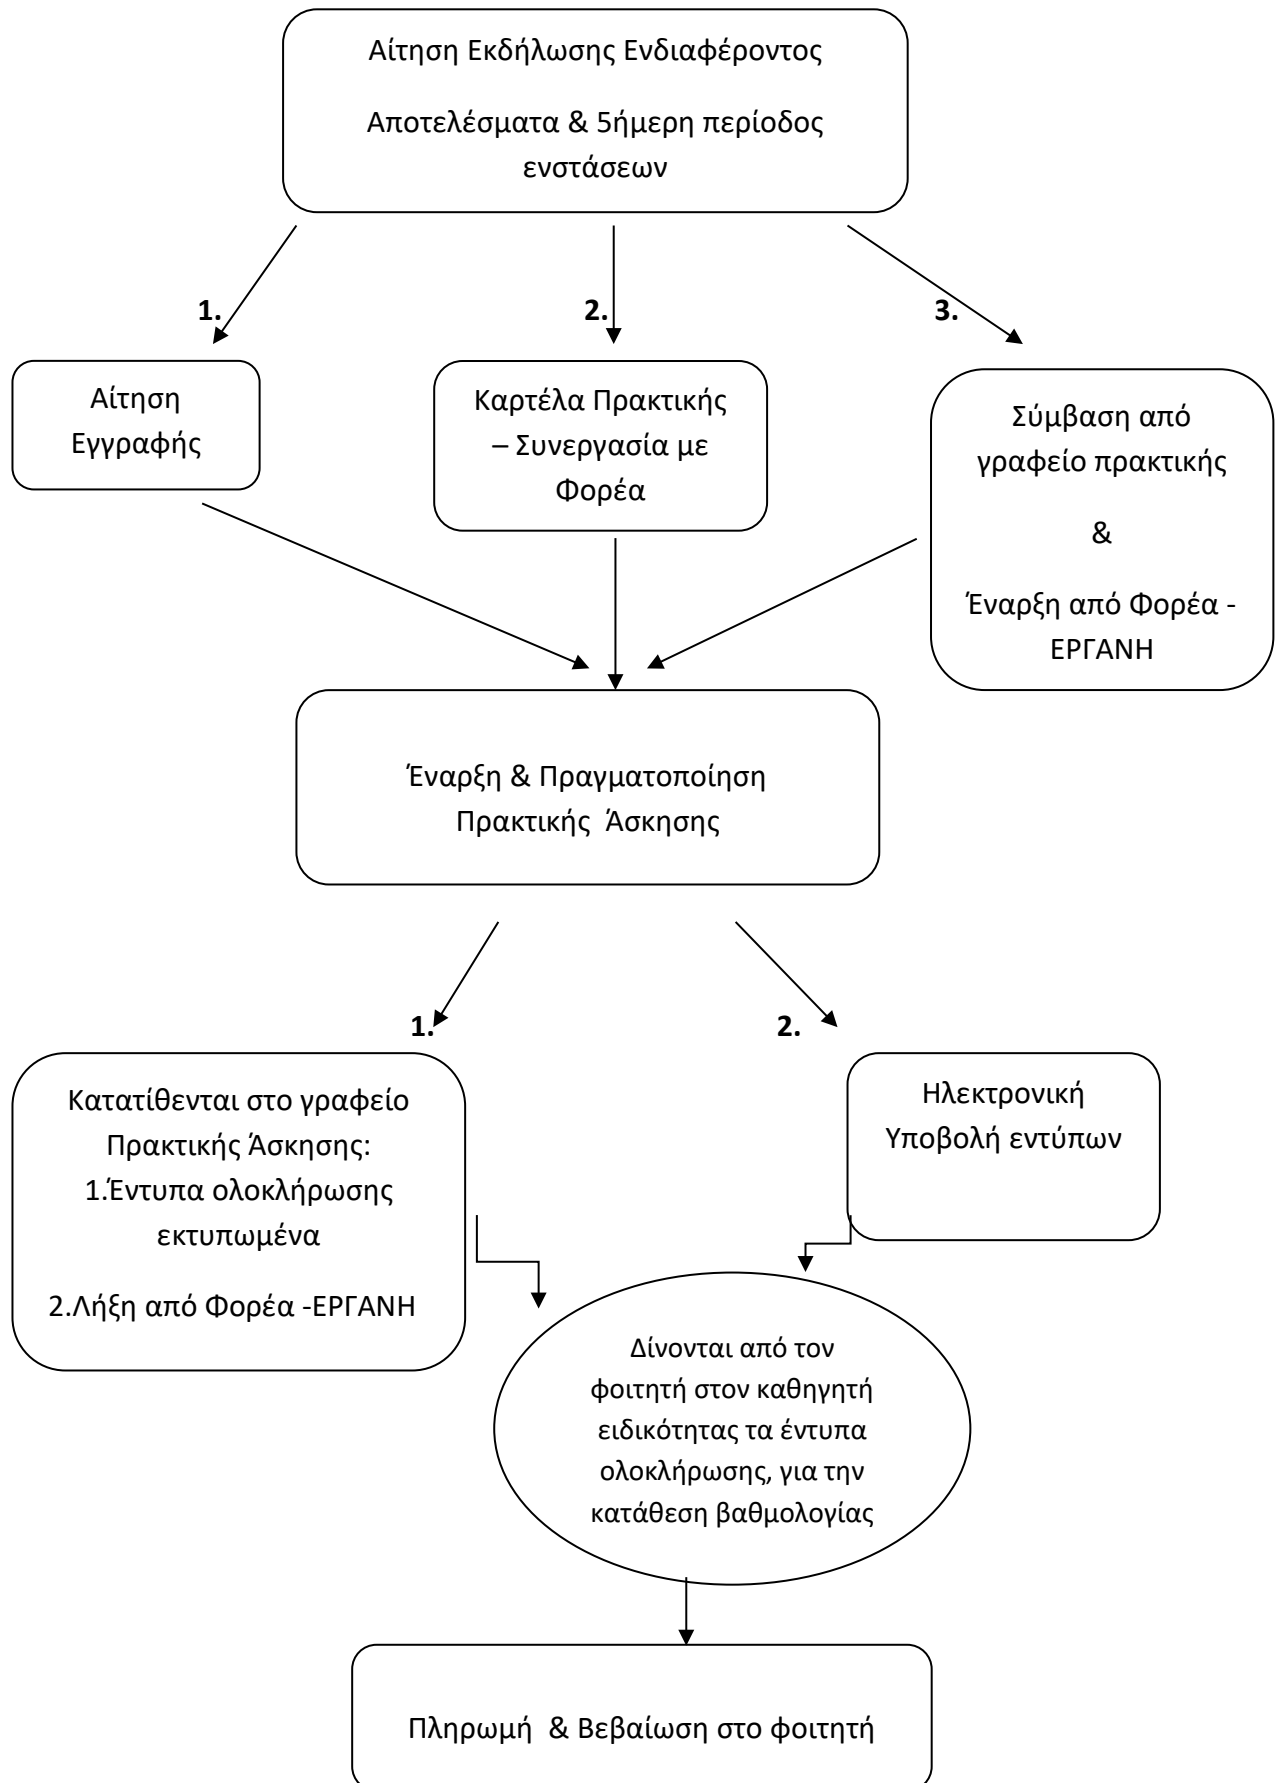 Αίτηση Εκδήλωσης Ενδιαφέροντος
Αποτελέσματα & 5ήμερη περίοδος
ενστάσεων
1.
2.
3.
Αίτηση
Εγγραφής
Καρτέλα Πρακτικής
– Συνεργασία με
Φορέα
Σύμβαση από
γραφείο πρακτικής
&
Έναρξη από Φορέα -
ΕΡΓΑΝΗ
Έναρξη & Πραγματοποίηση
Πρακτικής Άσκησης
1.
2.
Κατατίθενται στο γραφείο
Πρακτικής Άσκησης:
1.Έντυπα ολοκλήρωσης
εκτυπωμένα
2.Λήξη από Φορέα -ΕΡΓΑΝΗ
Ηλεκτρονική
Υποβολή εντύπων
Δίνονται από τον
φοιτητή στον καθηγητή
ειδικότητας τα έντυπα
ολοκλήρωσης, για την
κατάθεση βαθμολογίας
Πληρωμή & Βεβαίωση στο φοιτητή